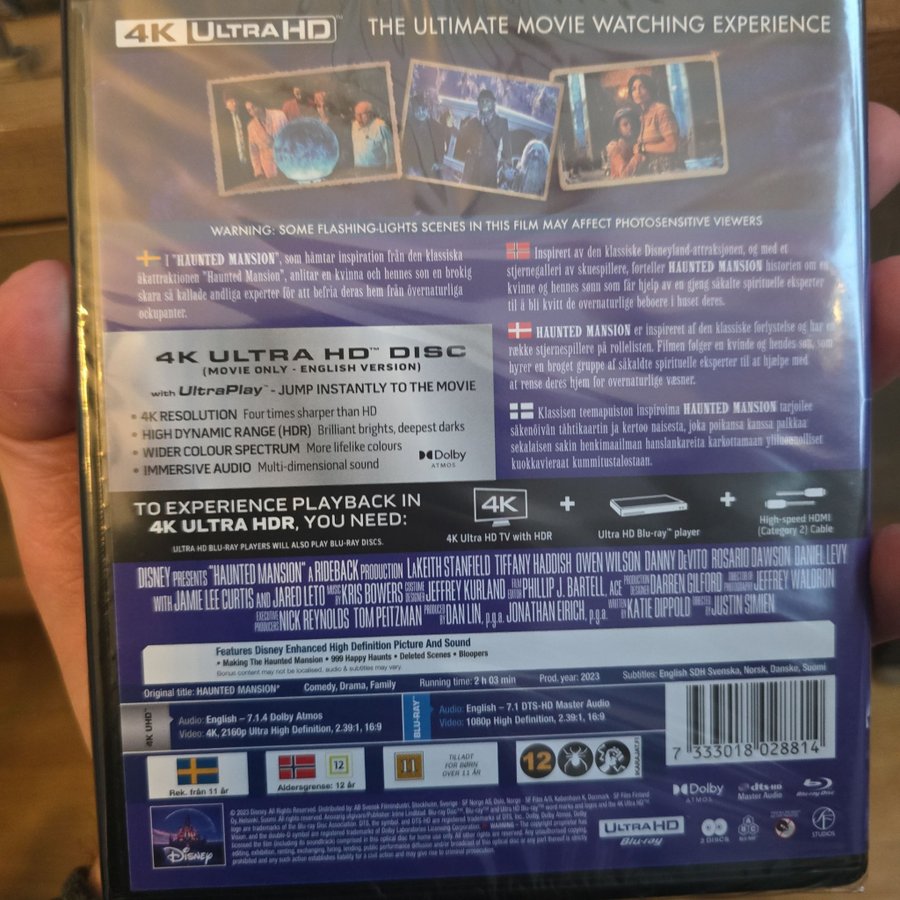 4K ULTRA HD™ THE ULTIMATE MOVIE WATCHING EXPERIENCE
WARNING: SOME FLASHING-LIGHTS SCENES IN THIS FILM MAY AFFECT PHOTOSENSITIVE VIEWERS
I "HAUNTED MANSION", som hämtar inspiration från den klassiska
åkattraktionen "Haunted Mansion", anlitar en kvinna och hennes son en brokig
skara så kallade andliga experter för att befria deras hem från övernaturliga
ockupanter.
Inspirert av den klassiske Disneyland-attraksjonen, og med et
stjernegalleri av skuespillere, forteller HAUNTED MANSION historien om en
kvinne og hennes sønn som får hjelp av en gjeng såkalte spirituelle eksperter
til å bli kvitt de overnaturlige beboere i huset deres.
HAUNTED MANSION er inspireret af den klassiske forlystelse og har en
række stjernespillere på rollelisten. Filmen følger en kvinde og hendes søn, som
hyrer en broget gruppe af såkaldte spirituelle eksperter til at hjælpe med
at rense deres hjem for overnaturlige væsner.
Klassisen teemapuiston inspiroima HAUNTED MANSION tarjoilee
säkenöivän tähtikaartin ja kertoo naisesta, joka poikansa kanssa palkkaa
sekalaisen sakin henkimaailman hanslankareita karkottamaan yliluonnolliset
kuokkavieraat kummitustalostaan.
4K ULTRA HD™ DISC
(MOVIE ONLY - ENGLISH VERSION)
with UltraPlay™ - JUMP INSTANTLY TO THE MOVIE
• 4K RESOLUTION Four times sharper than HD
• HIGH DYNAMIC RANGE (HDR) Brilliant brights, deepest darks
• WIDER COLOUR SPECTRUM More lifelike colours
• IMMERSIVE AUDIO Multi-dimensional sound
Dolby
ATMOS
TO EXPERIENCE PLAYBACK IN
4K ULTRA HDR, YOU NEED:
ULTRA HD BLU-RAY PLAYERS WILL ALSO PLAY BLU-RAY DISCS.
4K + +
4K Ultra HD TV with HDR
Ultra HD Blu-ray™ player
High-speed HDMI
(Category 2) Cable
DISNEY PRESENTS "HAUNTED MANSION" A RIDEBACK PRODUCTION LAKEITH STANFIELD TIFFANY HADDISH OWEN WILSON DANNY DEVITO ROSARIO DAWSON DANIEL LEVY
WITH JAMIE LEE CURTIS AND JARED LETO MUSIC BY KRIS BOWERS COSTUME DESIGNER JEFFREY KURLAND FILM EDITOR PHILLIP J. BARTELL, ACE PRODUCTION DESIGN DARREN GILFORD DIRECTOR OF JEFFREY WALDRON
EXECUTIVE PRODUCERS NICK REYNOLDS TOM PEITZMAN PRODUCED BY DAN LIN, p.g.a. JONATHAN EIRICH, p.g.a. WRITTEN BY KATIE DIPPOLD DIRECTED BY JUSTIN SIMIEN
Features Disney Enhanced High Definition Picture And Sound
• Making The Haunted Mansion • 999 Happy Haunts • Deleted Scenes • Bloopers
Bonus content may not be localised, audio & subtitles may vary.
Original title: HAUNTED MANSION* Comedy, Drama, Family Running time: 2 h 03 min Prod. year: 2023 Subtitles: English SDH Svenska, Norsk, Danske, Suomi
4K UHD™
Audio: English – 7.1.4 Dolby Atmos
Video: 4K, 2160p Ultra High Definition, 2.39:1, 16:9
BLU-RAY™
Audio: English - 7.1 DTS-HD Master Audio
Video: 1080p High Definition, 2.39:1, 16:9
7 333018 028814
Rek. från 11 år
12
Aldersgrense: 12 år
11
TILLADT
FOR BØRN
OVER 11 ÅR
12
Dolby
ATMOS
dts HD
Master Audio
Blu-ray Disc
Disney
ULTRA HD
Blu-ray
2 DISCS
SF
STUDIOS